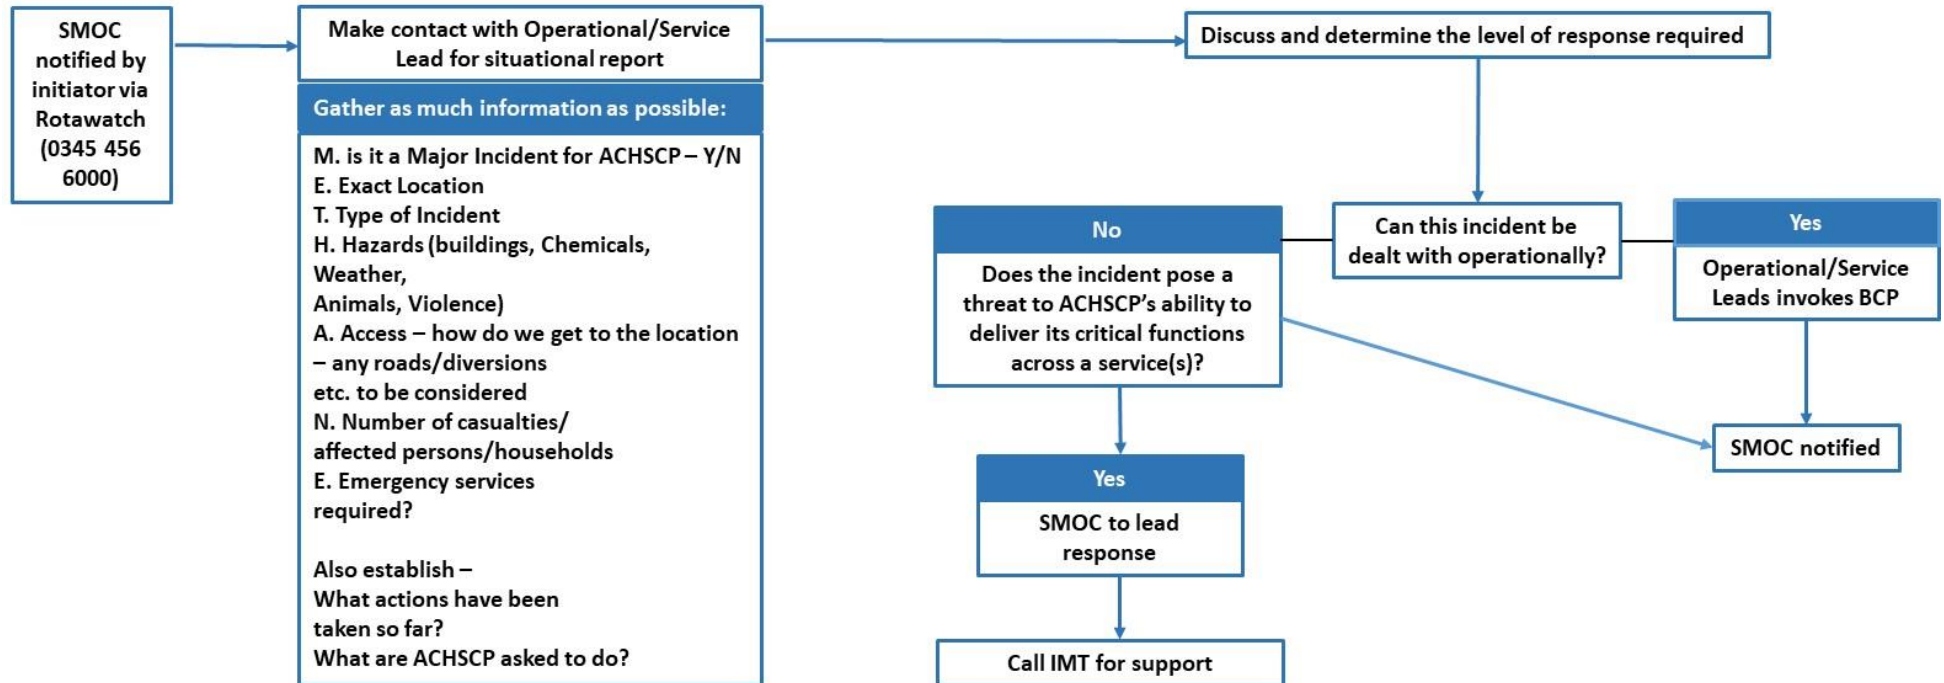 SMOC
notified by
initiator via
Rotawatch
(0345 456
6000)
Make contact with Operational/Service
Lead for situational report
Gather as much information as possible:
M. is it a Major Incident for ACHSCP – Y/N
E. Exact Location
T. Type of Incident
H. Hazards (buildings, Chemicals,
Weather,
Animals, Violence)
A. Access – how do we get to the location
– any roads/diversions
etc. to be considered
N. Number of casualties/
affected persons/households
E. Emergency services
required?
Also establish –
What actions have been
taken so far?
What are ACHSCP asked to do?
Discuss and determine the level of response required
Can this incident be
dealt with operationally?
No
Does the incident pose a
threat to ACHSCP’s ability to
deliver its critical functions
across a service(s)?
Yes
SMOC to lead
response
Call IMT for support
Yes
Operational/Service
Leads invokes BCP
SMOC notified